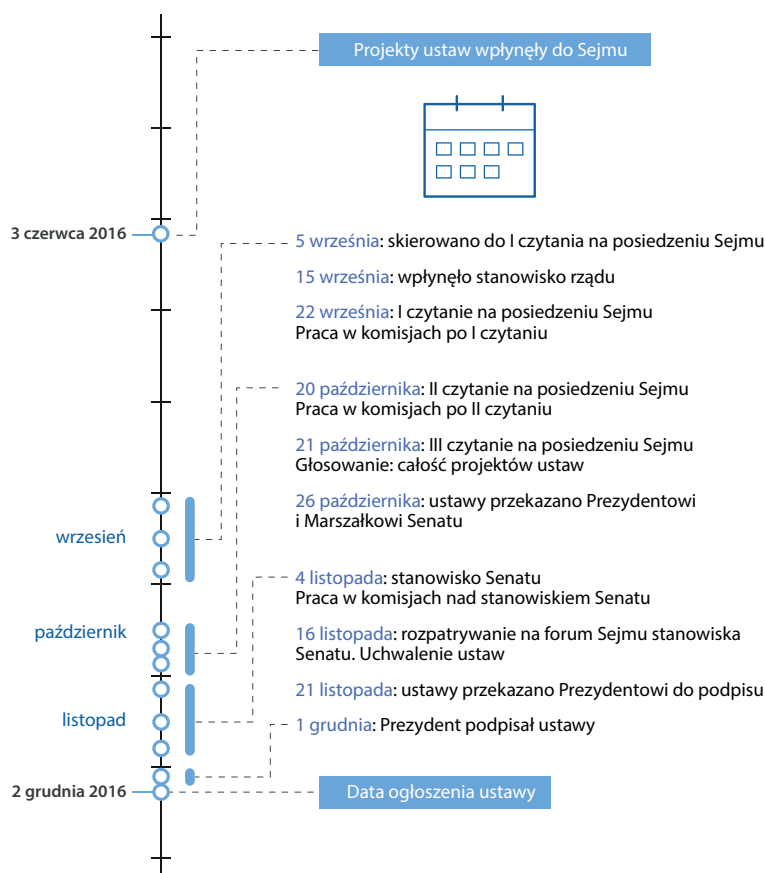 Projekty ustaw wpłynęły do Sejmu
3 czerwca 2016
5 września: skierowano do I czytania na posiedzeniu Sejmu
15 września: wpłynęło stanowisko rządu
22 września: I czytanie na posiedzeniu Sejmu
Praca w komisjach po I czytaniu
20 października: II czytanie na posiedzeniu Sejmu
Praca w komisjach po II czytaniu
21 października: III czytanie na posiedzeniu Sejmu
Głosowanie: całość projektów ustaw
26 października: ustawy przekazano Prezydentowi
i Marszałkowi Senatu
wrzesień
4 listopada: stanowisko Senatu
Praca w komisjach nad stanowiskiem Senatu
październik
16 listopada: rozpatrywanie na forum Sejmu stanowiska
Senatu. Uchwalenie ustaw
21 listopada: ustawy przekazano Prezydentowi do podpisu
listopad
1 grudnia: Prezydent podpisał ustawy
2 grudnia 2016
Data ogłoszenia ustawy